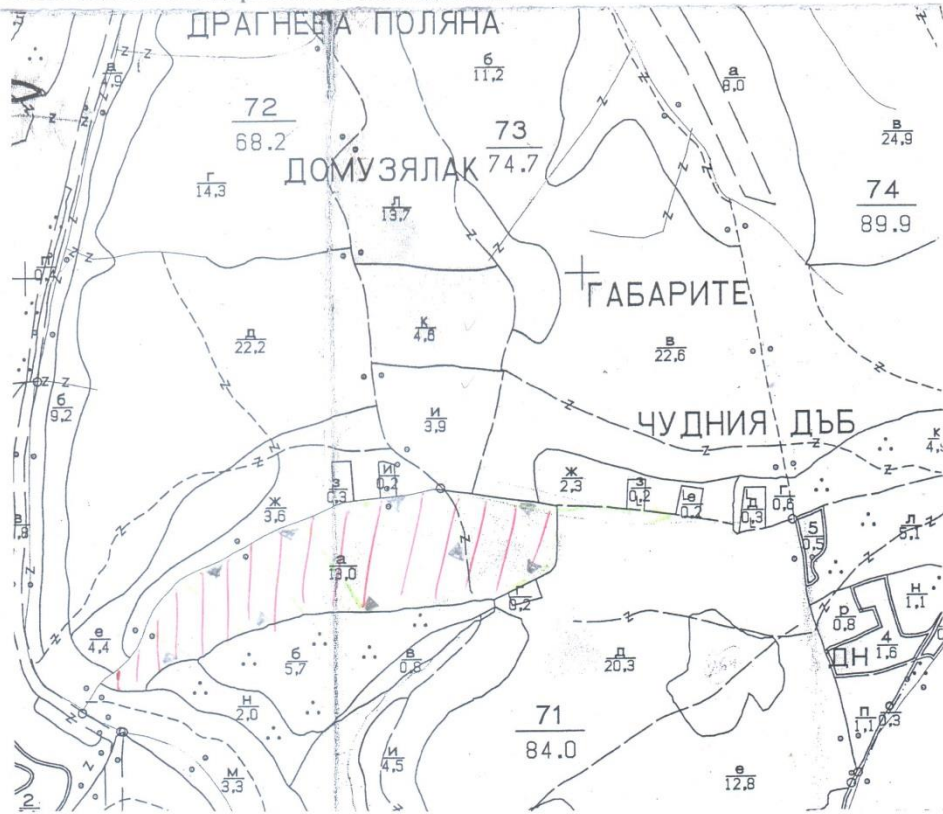 ДРАГНЕВА ПОЛЯНА
б
11,2
а
8,0
72
68.2
73
74.7
в
24,9
ДОМУЗЯЛАК
г
14,3
л
13,7
74
89.9
ГАБАРИТЕ
д
22,2
к
4,6
в
22,6
б
9,2
и
3,9
ЧУДНИЯ ДЪБ
к
ж
3,6
з
0,3
и
0,2
ж
2,3
з
0,2
е
0,2
д
0,3
г
0,6
5
0,5
л
5,1
а
13,0
г
0,2
н
1,1
р
0,8
4
1,6
ДН
е
4,4
б
5,7
в
0,8
д
20,3
н
2,0
71
84.0
п
1,1
0,3
м
3,3
и
4,5
е
12,8
2